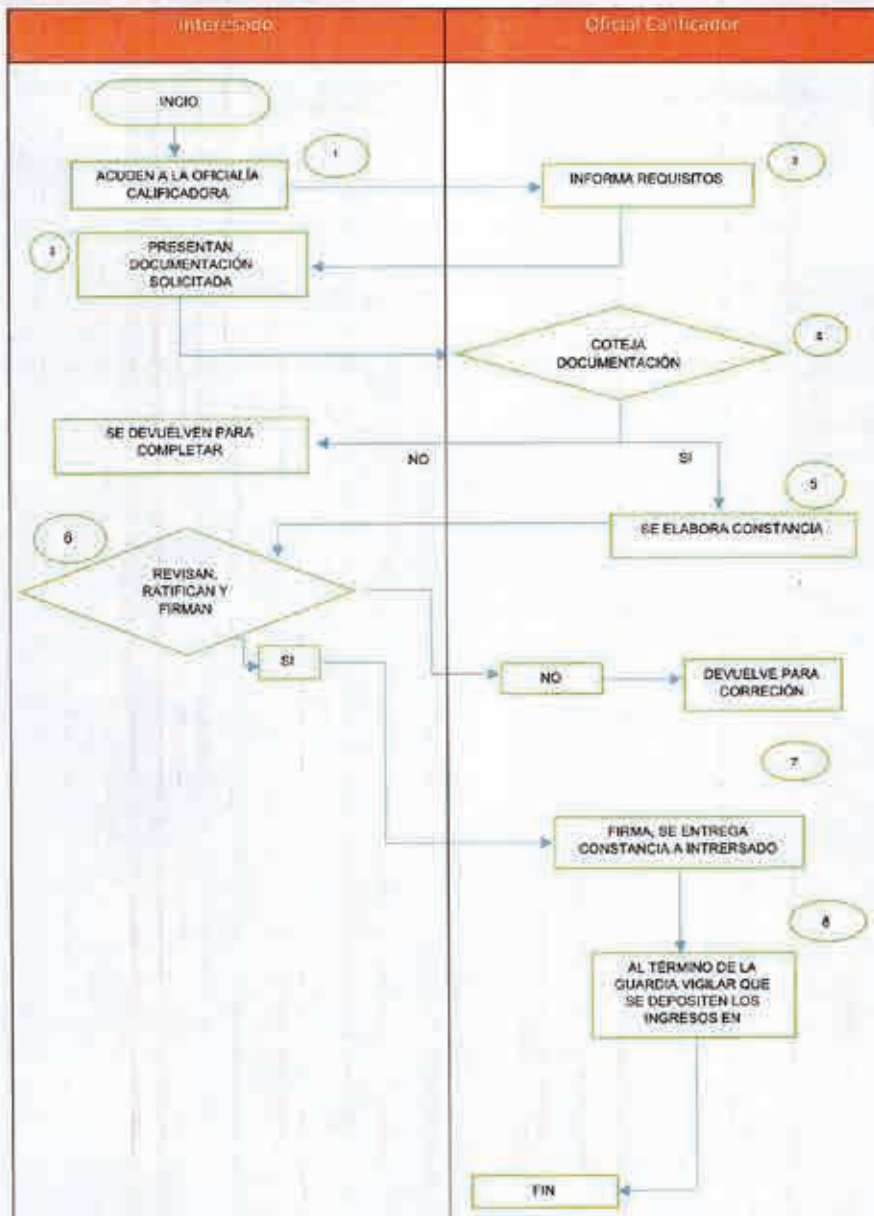 Interesado
Oficial Calificador
INCIO
1
ACUDEN A LA OFICIALÍA
CALIFICADORA
2
INFORMA REQUISITOS
3
PRESENTAN
DOCUMENTACIÓN
SOLICITADA
4
COTEJA
DOCUMENTACIÓN
SE DEVUELVEN PARA
COMPLETAR
NO
SI
5
SE ELABORA CONSTANCIA
6
REVISAN,
RATIFICAN Y
FIRMAN
SI
NO
DEVUELVE PARA
CORRECIÓN
7
FIRMA, SE ENTREGA
CONSTANCIA A INTRERSADO
8
AL TÉRMINO DE LA
GUARDIA VIGILAR QUE
SE DEPOSITEN LOS
INGRESOS EN
FIN